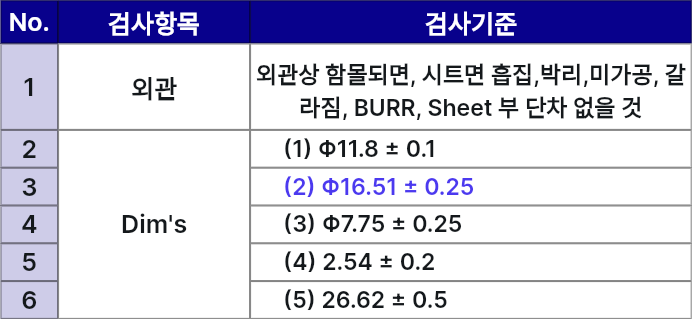 No. 검사항목 검사기준
1 외관 외관상 함몰되면, 시트면 흡집,박리,미가공, 갈
라짐, BURR, Sheet 부 단차 없을 것
2 (1) Φ11.8 ± 0.1
3 (2) Φ16.51 ± 0.25
4 Dim's (3) Φ7.75 ± 0.25
5 (4) 2.54 ± 0.2
6 (5) 26.62 ± 0.5